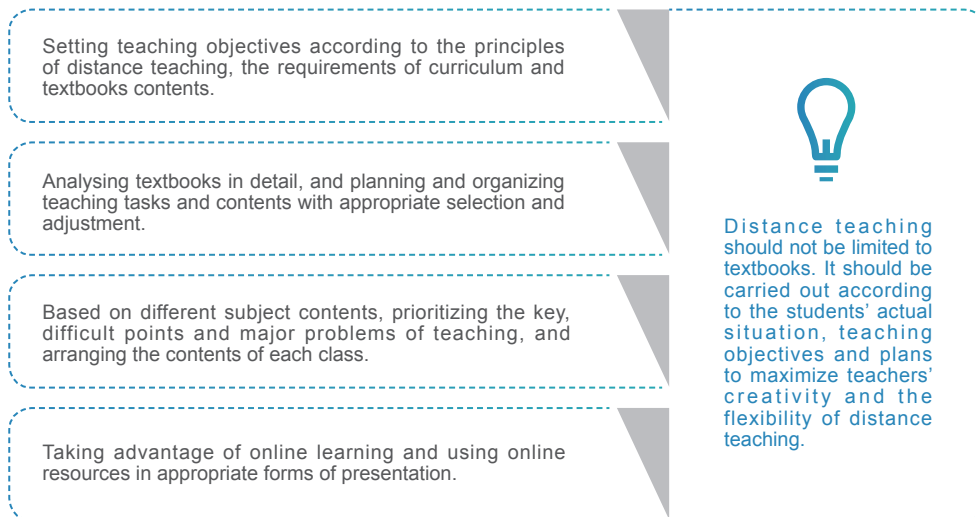 Setting teaching objectives according to the principles
of distance teaching, the requirements of curriculum and
textbooks contents.
Analysing textbooks in detail, and planning and organizing
teaching tasks and contents with appropriate selection and
adjustment.
Based on different subject contents, prioritizing the key,
difficult points and major problems of teaching, and
arranging the contents of each class.
Taking advantage of online learning and using online
resources in appropriate forms of presentation.
Distance teaching
should not be limited to
textbooks. It should be
carried out according
to the students’ actual
situation, teaching
objectives and plans
to maximize teachers’
creativity and the
flexibility of distance
teaching.